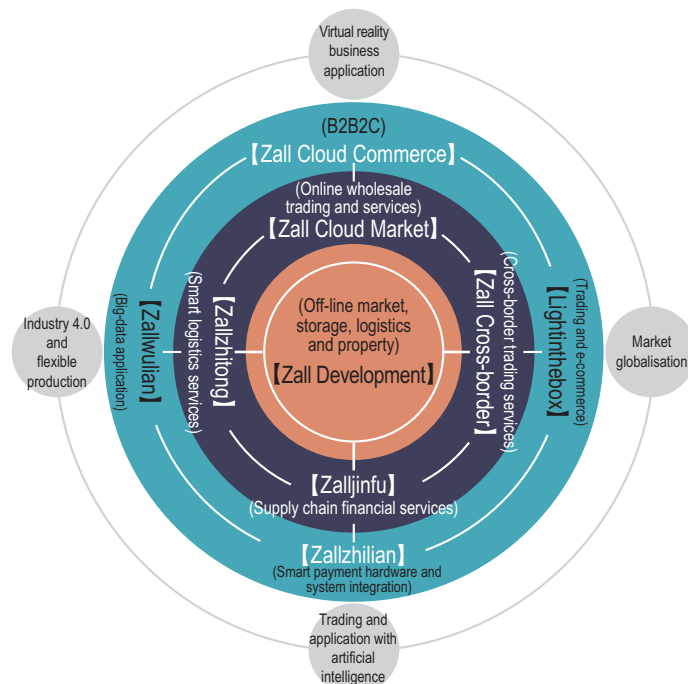 Virtual reality
business
application
(B2B2C)
【Zall Cloud Commerce】
(Online wholesale
trading and services)
【Zall Cloud Market】
Industry 4.0
and
flexible
production
(Big-data application)
【Zallwulian】
(Smart logistics services)
【Zallzhitong】
(Off-line market,
storage, logistics
and property)
【Zall Development】
【Zall Cross-border】
(Cross-border trading services)
【Lightinthebox】
(Trading and e-commerce)
Market
globalisation
【Zalljinfu】
(Supply chain financial services)
【Zallzhilian】
(Smart payment hardware and
system integration)
Trading and
application with
artificial
intelligence